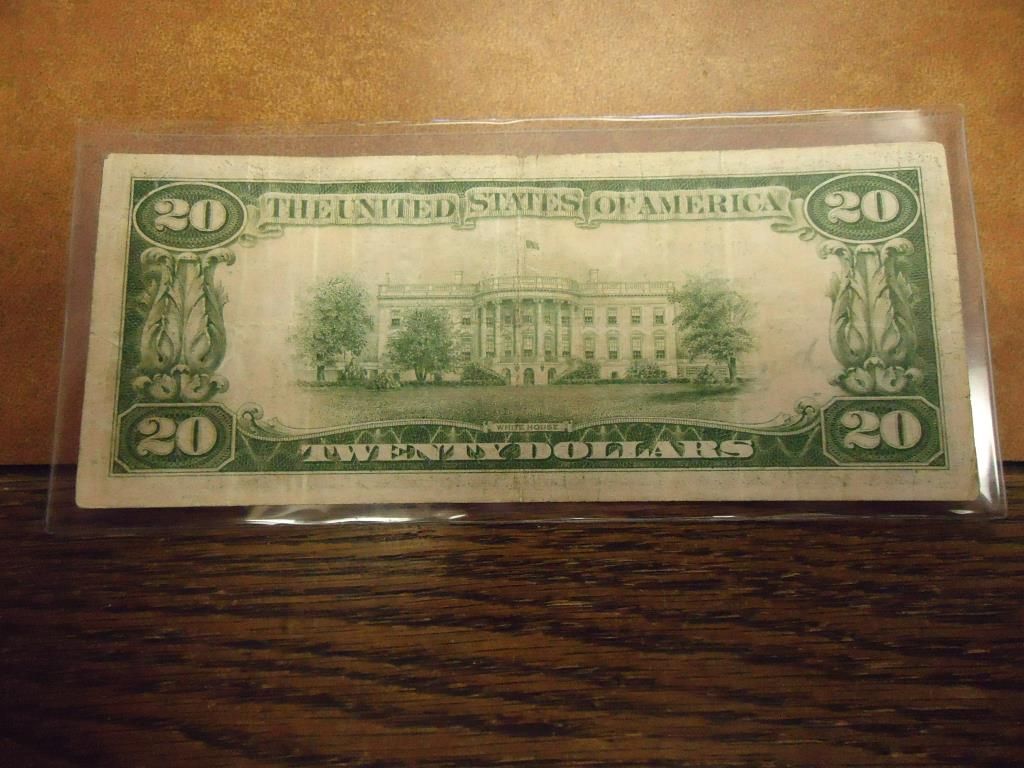 20 THE UNITED STATES OF AMERICA 20
WHITE HOUSE
20 TWENTY DOLLARS 20